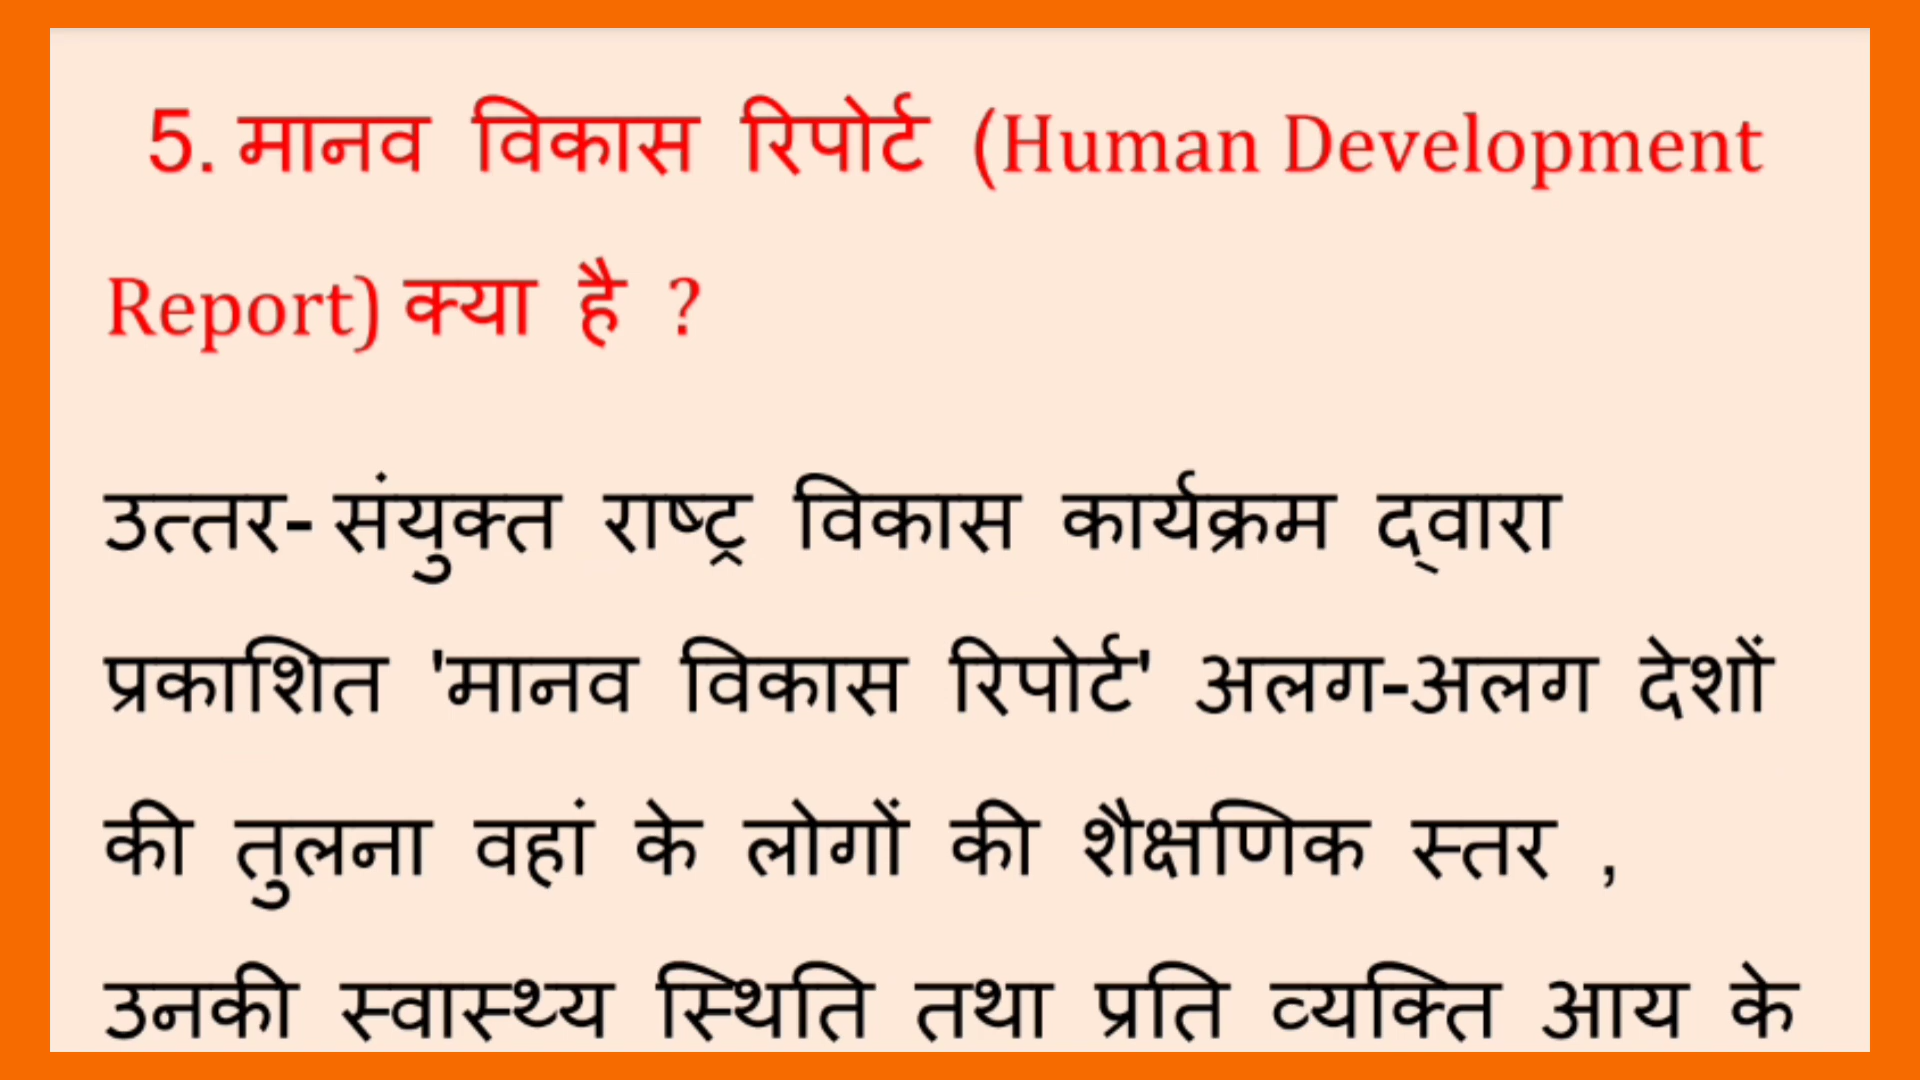 5. मानव विकास रिपोर्ट (Human Development
Report) क्या है ?
उत्तर- संयुक्त राष्ट्र विकास कार्यक्रम द्वारा
प्रकाशित 'मानव विकास रिपोर्ट' अलग-अलग देशों
की तुलना वहां के लोगों की शैक्षणिक स्तर ,
उनकी स्वास्थ्य स्थिति तथा प्रति व्यक्ति आय के